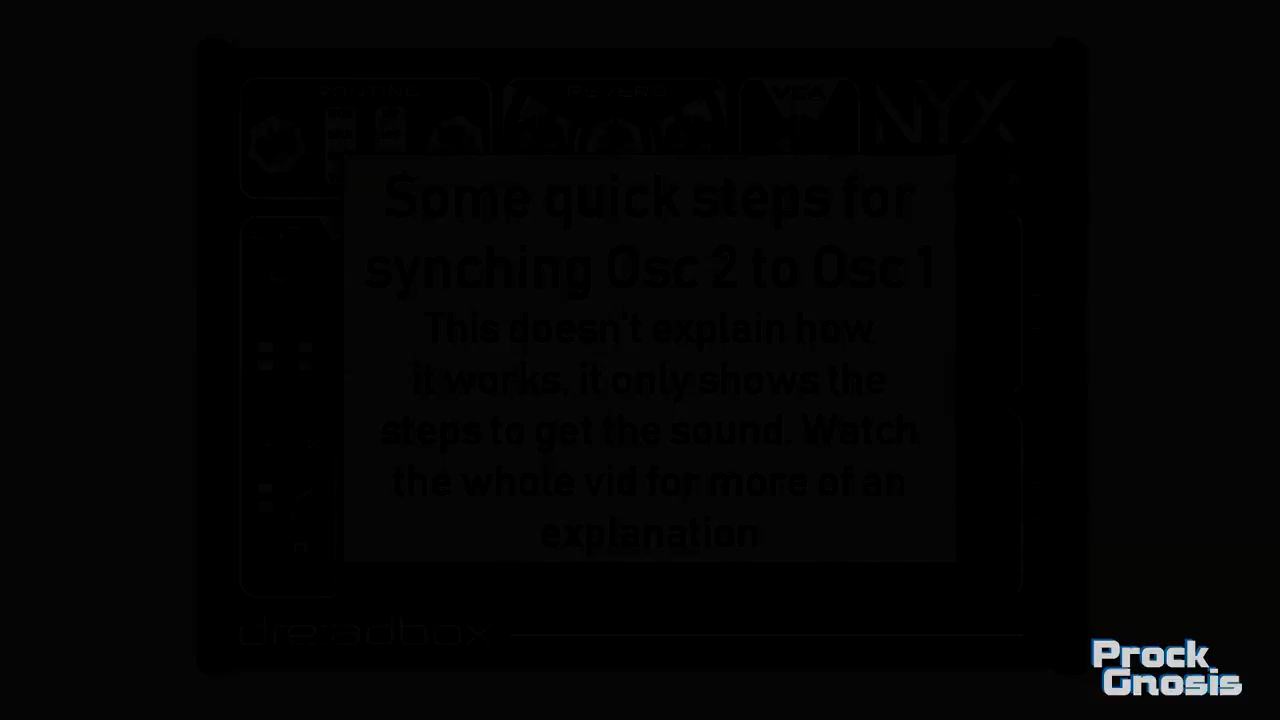 ROUTING REVERB VCA NYX
Some quick steps for
synching Osc 2 to Osc 1
This doesn't explain how
it works, it only shows the
steps to get the sound. Watch
the whole vid for more of an
explanation
dreadbox
Prock
Gnosis